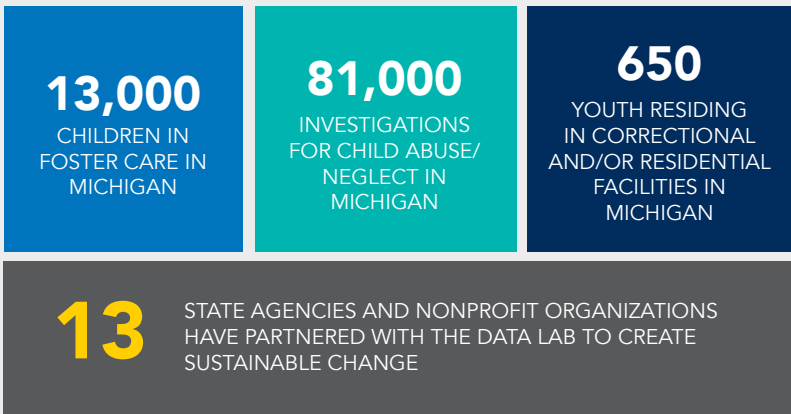 13,000
CHILDREN IN
FOSTER CARE IN
MICHIGAN
81,000
INVESTIGATIONS
FOR CHILD ABUSE/
NEGLECT IN
MICHIGAN
650
YOUTH RESIDING
IN CORRECTIONAL
AND/OR RESIDENTIAL
FACILITIES IN
MICHIGAN
13
STATE AGENCIES AND NONPROFIT ORGANIZATIONS
HAVE PARTNERED WITH THE DATA LAB TO CREATE
SUSTAINABLE CHANGE